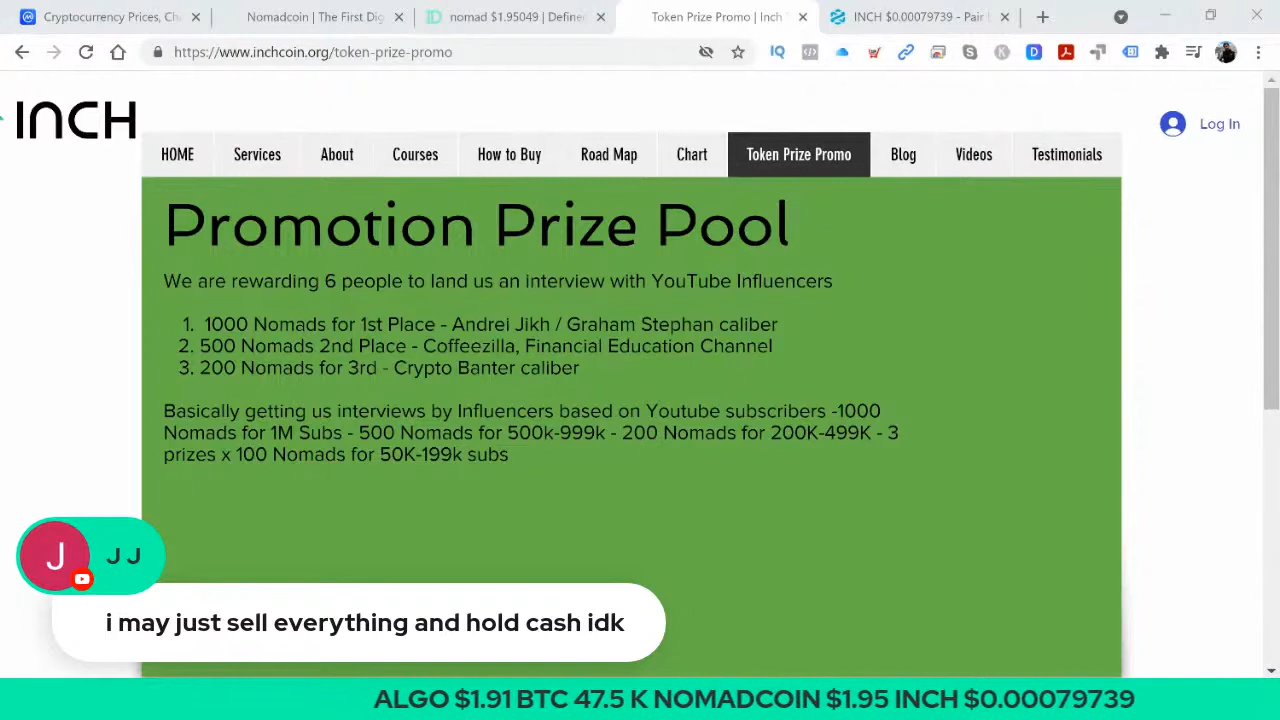 Cryptocurrency Prices, Ch
Nomadcoin | The First Dig
nomad $1.95049 | Define
Token Prize Promo | Inch
INCH $0.00079739 - Pair
https://www.inchcoin.org/token-prize-promo
INCH
Log In
HOME
Services
About
Courses
How to Buy
Road Map
Chart
Token Prize Promo
Blog
Videos
Testimonials
Promotion Prize Pool
We are rewarding 6 people to land us an interview with YouTube Influencers
1. 1000 Nomads for 1st Place - Andrei Jikh / Graham Stephan caliber
2. 500 Nomads 2nd Place - Coffeezilla, Financial Education Channel
3. 200 Nomads for 3rd - Crypto Banter caliber
Basically getting us interviews by Influencers based on Youtube subscribers -1000
Nomads for 1M Subs - 500 Nomads for 500k-999k - 200 Nomads for 200K-499K - 3
prizes x 100 Nomads for 50K-199k subs
J
J J
i may just sell everything and hold cash idk
ALGO $1.91 BTC 47.5 K NOMADCOIN $1.95 INCH $0.00079739